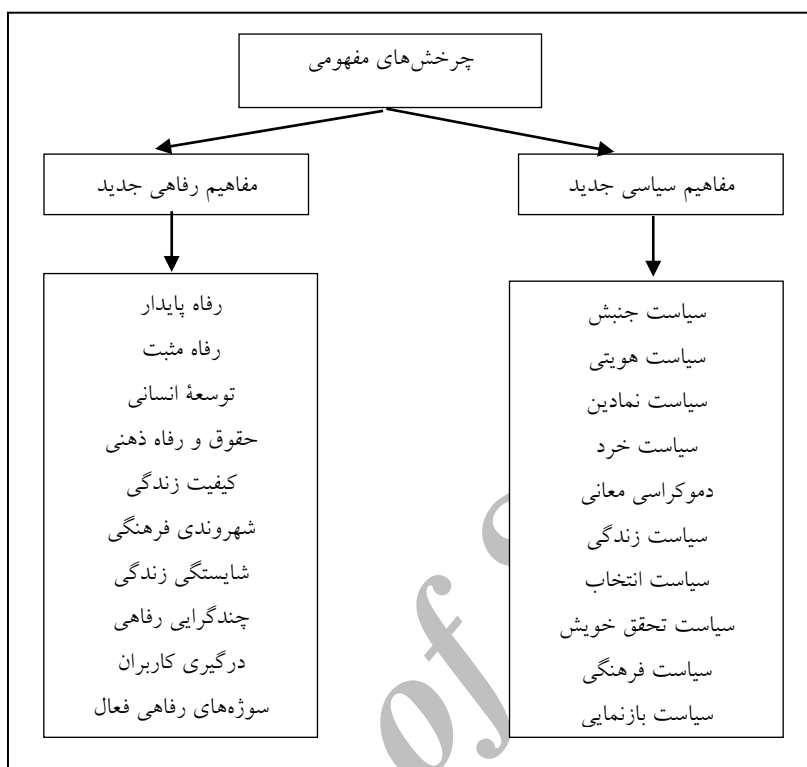 چرخش‌های مفهومی
مفاهیم سیاسی جدید
مفاهیم رفاهی جدید
سیاست جنبش
سیاست هویتی
سیاست نمادین
سیاست خرد
دموکراسی معانی
سیاست زندگی
سیاست انتخاب
سیاست تحقق خویش
سیاست فرهنگی
سیاست بازنمایی
رفاه پایدار
رفاه مثبت
توسعهٔ انسانی
حقوق و رفاه ذهنی
کیفیت زندگی
شهروندی فرهنگی
شایستگی زندگی
چندگرایی رفاهی
درگیری کاربران
سوژه‌های رفاهی فعال
of